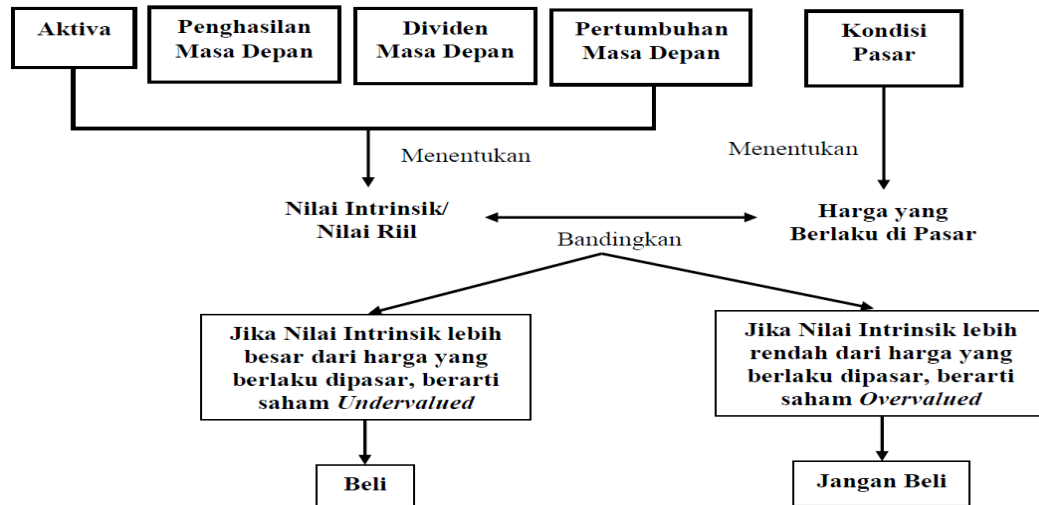 Aktiva
Penghasilan
Masa Depan
Dividen
Masa Depan
Pertumbuhan
Masa Depan
Kondisi
Pasar
Menentukan
Menentukan
Nilai Intrinsik/
Nilai Riil
Harga yang
Berlaku di Pasar
Bandingkan
Jika Nilai Intrinsik lebih
besar dari harga yang
berlaku dipasar, berarti
saham Undervalued
Jika Nilai Intrinsik lebih
rendah dari harga yang
berlaku dipasar, berarti
saham Overvalued
Beli
Jangan Beli